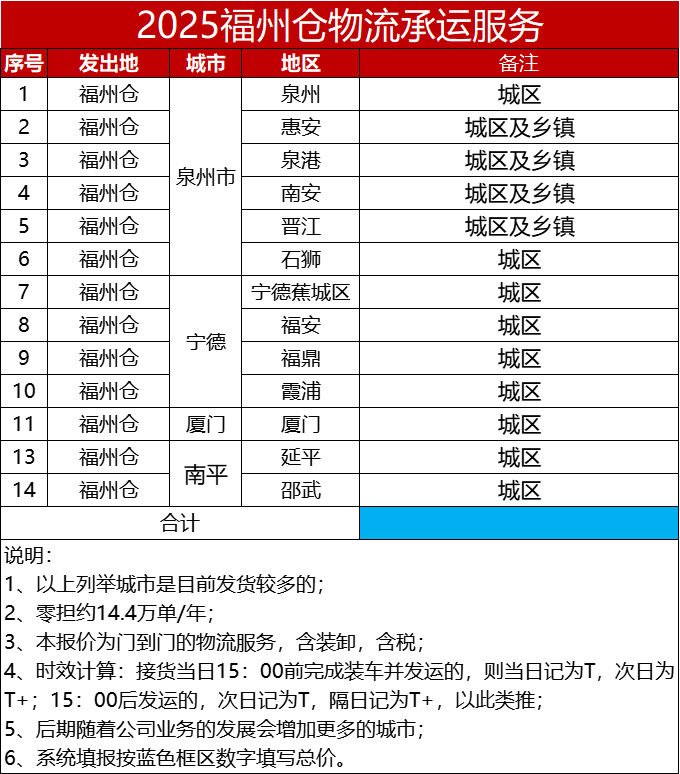 2025福州仓物流承运服务
序号 发出地 城市 地区 备注
1 福州仓 泉州市 泉州 城区
2 福州仓 惠安 城区及乡镇
3 福州仓 泉港 城区及乡镇
4 福州仓 南安 城区及乡镇
5 福州仓 晋江 城区及乡镇
6 福州仓 石狮 城区
7 福州仓 宁德 宁德蕉城区 城区
8 福州仓 福安 城区
9 福州仓 福鼎 城区
10 福州仓 霞浦 城区
11 福州仓 厦门 厦门 城区
13 福州仓 南平 延平 城区
14 福州仓 邵武 城区
合计
说明：
1、以上列举城市是目前发货较多的；
2、零担约14.4万单/年；
3、本报价为门到门的物流服务，含装卸，含税；
4、时效计算：接货当日15：00前完成装车并发运的，则当日记为T，次日为
T+；15：00后发运的，次日记为T，隔日记为T+，以此类推；
5、后期随着公司业务的发展会增加更多的城市；
6、系统填报按蓝色框区数字填写总价。